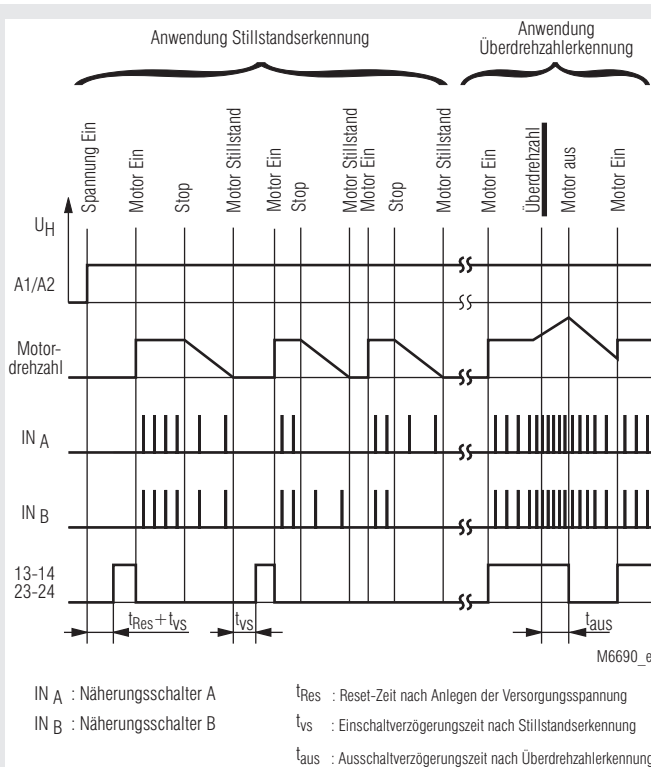 Anwendung Stillstandserkennung
Anwendung
Überdrehzahlerkennung
Spannung Ein
Motor Ein
Stop
Motor Stillstand
Motor Ein
Stop
Motor Stillstand
Motor Ein
Stop
Motor Stillstand
Motor Ein
Überdrehzahl
Motor aus
Motor Ein
UH
A1/A2
Motor-
drehzahl
IN A
IN B
13-14
23-24
tRes+tvs
tvs
taus
M6690_e
IN A : Näherungsschalter A
IN B : Näherungsschalter B
tRes : Reset-Zeit nach Anlegen der Versorgungsspannung
tvs : Einschaltverzögerungszeit nach Stillstandserkennung
taus : Ausschaltverzögerungszeit nach Überdrehzahlerkennung